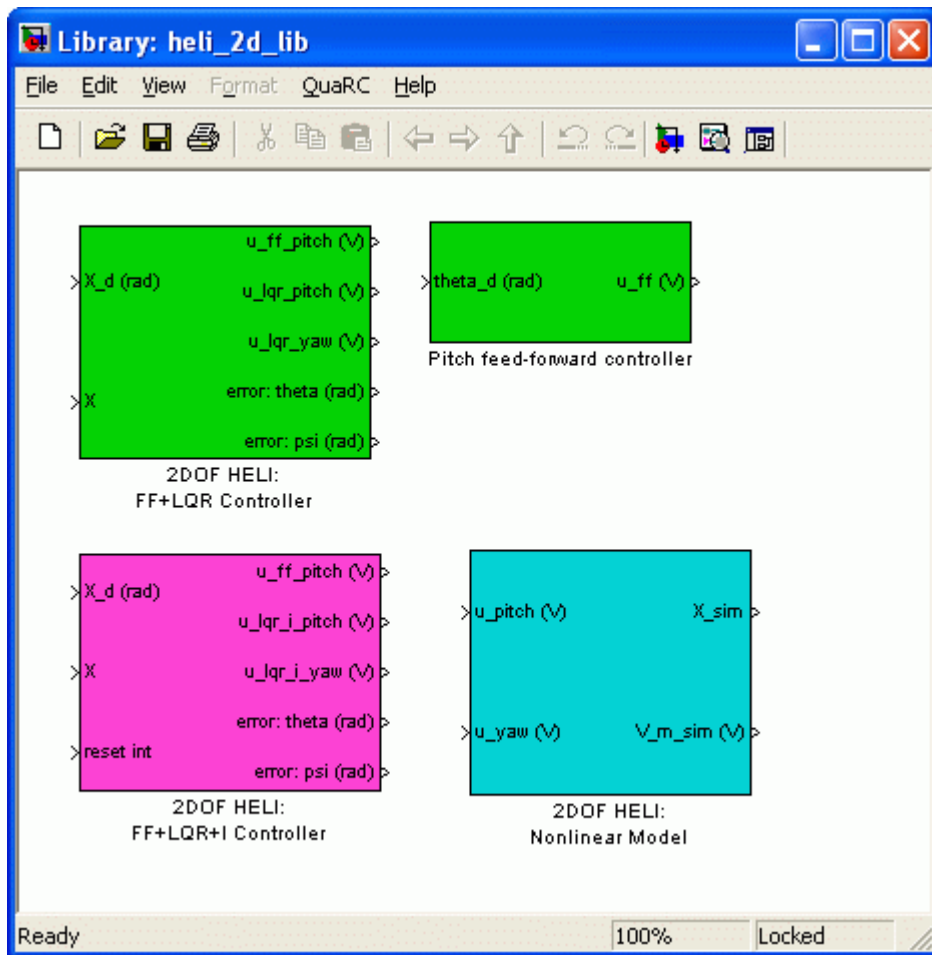 Library: heli_2d_lib
File Edit View Format QuaRC Help
u_ff_pitch (V)
X_d (rad)
u_lqr_pitch (V)
u_lqr_yaw (V)
error: theta (rad)
X
error: psi (rad)
2DOF HELI:
FF+LQR Controller
theta_d (rad) u_ff (V)
Pitch feed-forward controller
u_ff_pitch (V)
X_d (rad)
u_lqr_i_pitch (V)
X u_lqr_i_yaw (V)
error: theta (rad)
reset int
error: psi (rad)
2DOF HELI:
FF+LQR+I Controller
u_pitch (V) X_sim
u_yaw (V) V_m_sim (V)
2DOF HELI:
Nonlinear Model
Ready 100% Locked